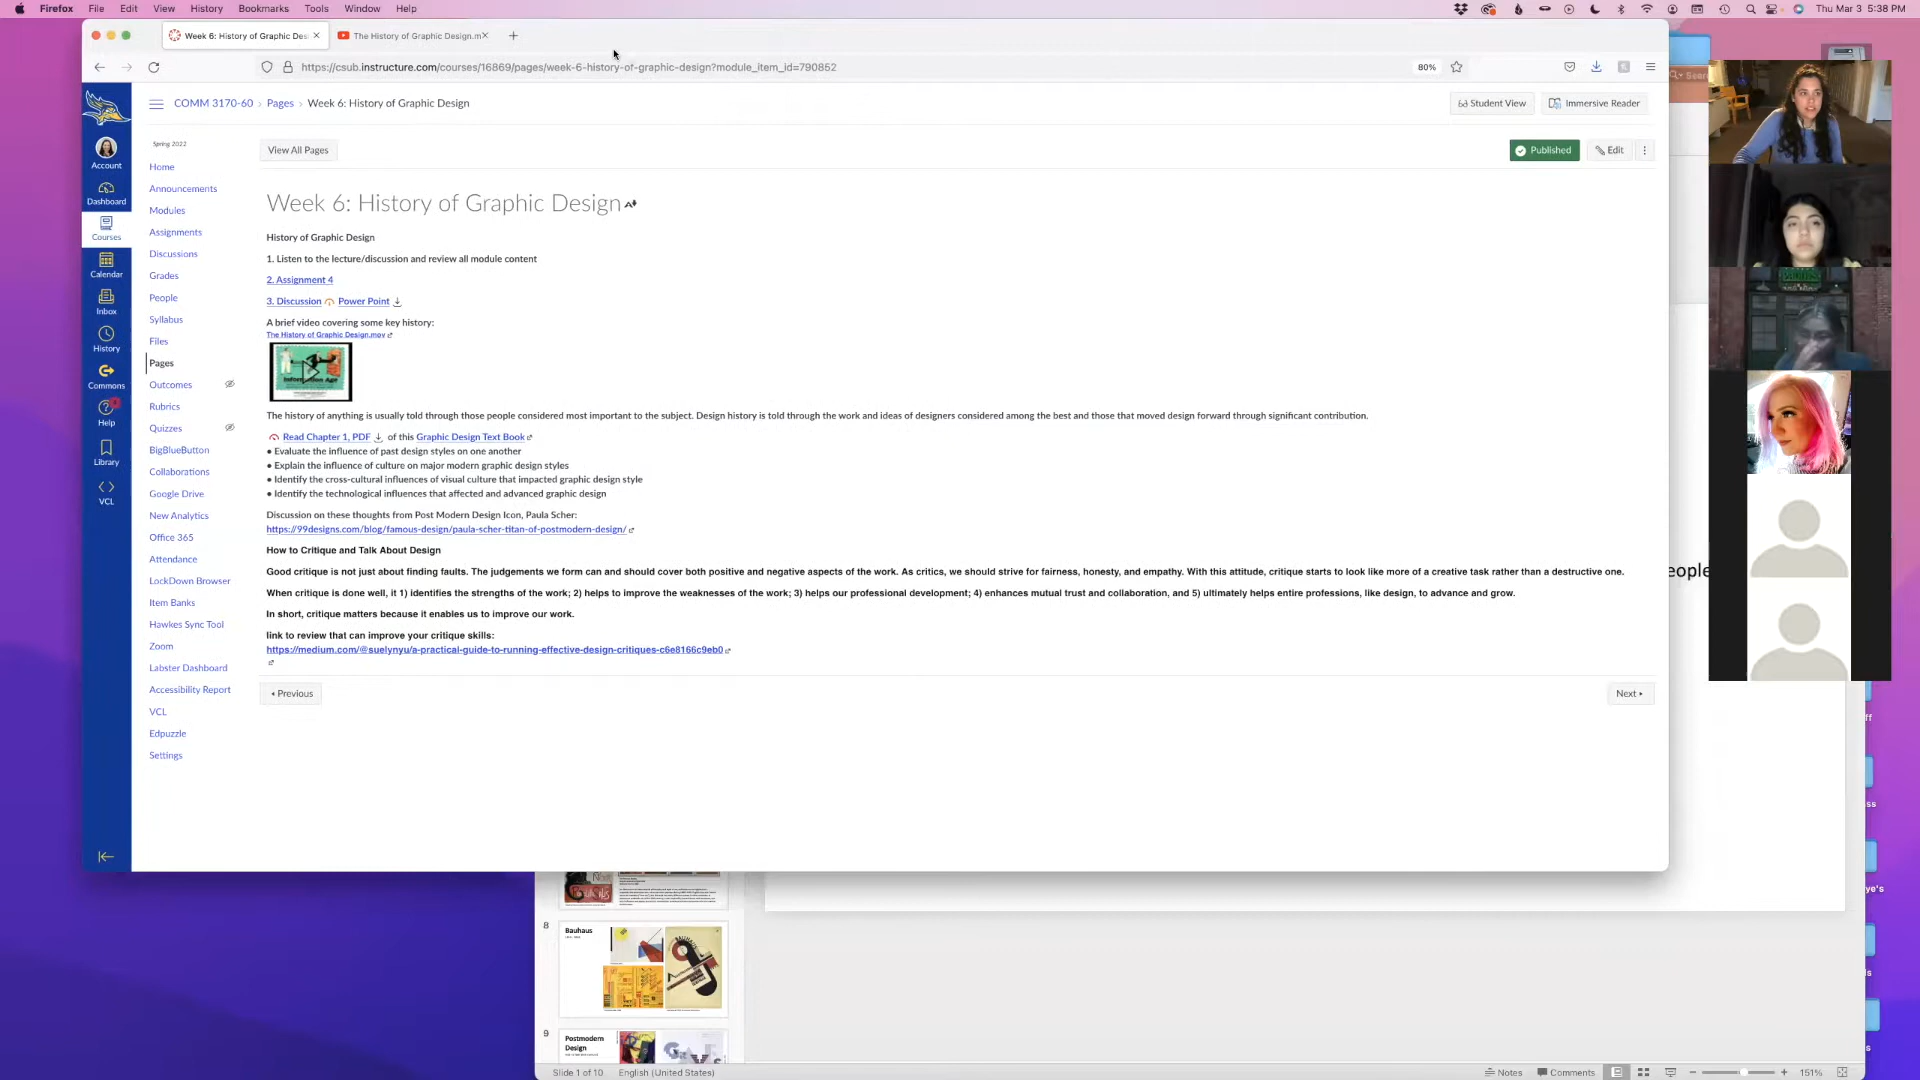 Firefox File Edit View History Bookmarks Tools Window Help
Thu Mar 3 5:38 PM
Week 6: History of Graphic Des
The History of Graphic Design.m
https://csub.instructure.com/courses/16869/pages/week-6-history-of-graphic-design?module_item_id=790852
80%
COMM 3170-60 › Pages › Week 6: History of Graphic Design
Student View
Immersive Reader
Account
Dashboard
Courses
Calendar
Inbox
History
Commons
Help
Library
VCL
Spring 2022
Home
Announcements
Modules
Assignments
Discussions
Grades
People
Syllabus
Files
Pages
Outcomes
Rubrics
Quizzes
BigBlueButton
Collaborations
Google Drive
New Analytics
Office 365
Attendance
LockDown Browser
Item Banks
Hawkes Sync Tool
Zoom
Labster Dashboard
Accessibility Report
VCL
Edpuzzle
Settings
View All Pages
Published
Edit
Week 6: History of Graphic Design
History of Graphic Design
1. Listen to the lecture/discussion and review all module content
2. Assignment 4
3. Discussion Power Point
A brief video covering some key history:
The History of Graphic Design.mov
Information Age
The history of anything is usually told through those people considered most important to the subject. Design history is told through the work and ideas of designers considered among the best and those that moved design forward through significant contribution.
Read Chapter 1, PDF of this Graphic Design Text Book
• Evaluate the influence of past design styles on one another
• Explain the influence of culture on major modern graphic design styles
• Identify the cross-cultural influences of visual culture that impacted graphic design style
• Identify the technological influences that affected and advanced graphic design
Discussion on these thoughts from Post Modern Design Icon, Paula Scher:
https://99designs.com/blog/famous-design/paula-scher-titan-of-postmodern-design/
How to Critique and Talk About Design
Good critique is not just about finding faults. The judgements we form can and should cover both positive and negative aspects of the work. As critics, we should strive for fairness, honesty, and empathy. With this attitude, critique starts to look like more of a creative task rather than a destructive one.
When critique is done well, it 1) identifies the strengths of the work; 2) helps to improve the weaknesses of the work; 3) helps our professional development; 4) enhances mutual trust and collaboration, and 5) ultimately helps entire professions, like design, to advance and grow.
In short, critique matters because it enables us to improve our work.
link to review that can improve your critique skills:
https://medium.com/@suelynyu/a-practical-guide-to-running-effective-design-critiques-c6e8166c9eb0
Previous
Next
eople
Sear
ff
ss
ye's
ls
s
8
Bauhaus
9
Postmodern
Design
Slide 1 of 10
English (United States)
Notes
Comments
151%